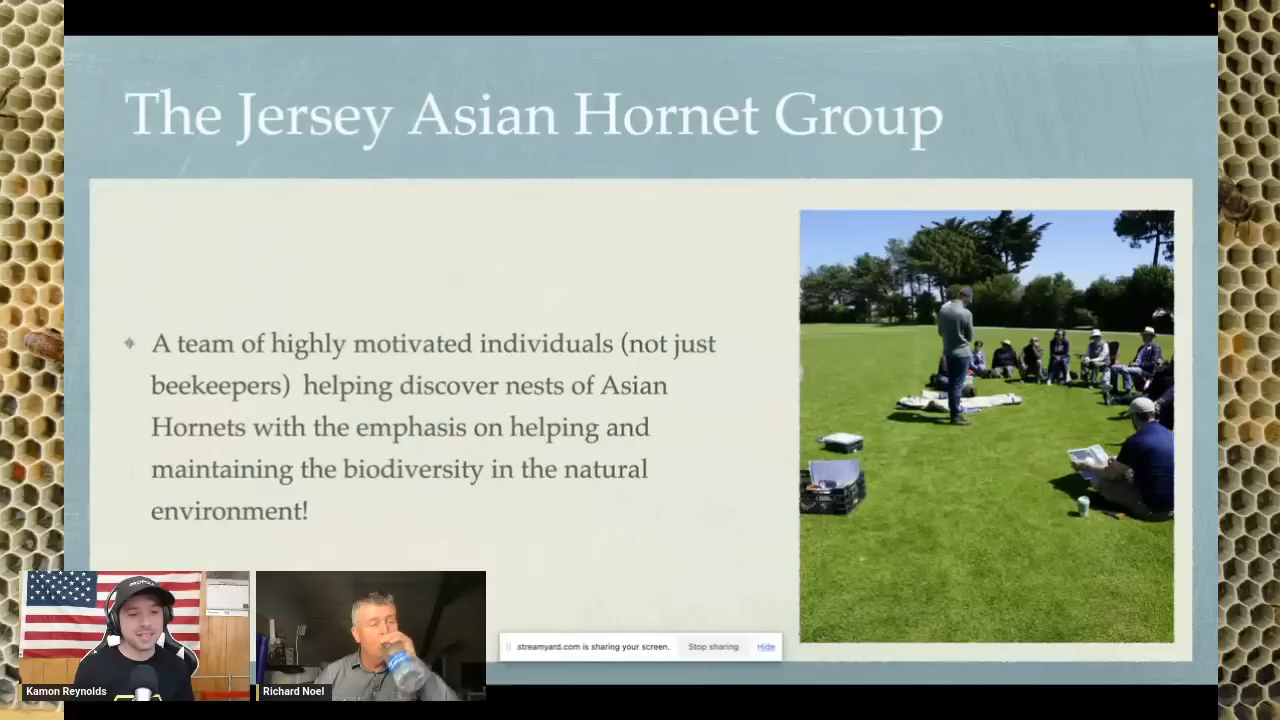 The Jersey Asian Hornet Group
A team of highly motivated individuals (not just
beekeepers) helping discover nests of Asian
Hornets with the emphasis on helping and
maintaining the biodiversity in the natural
environment!
streamyard.com is sharing your screen. Stop sharing Hide
Kamon Reynolds
Richard Noel